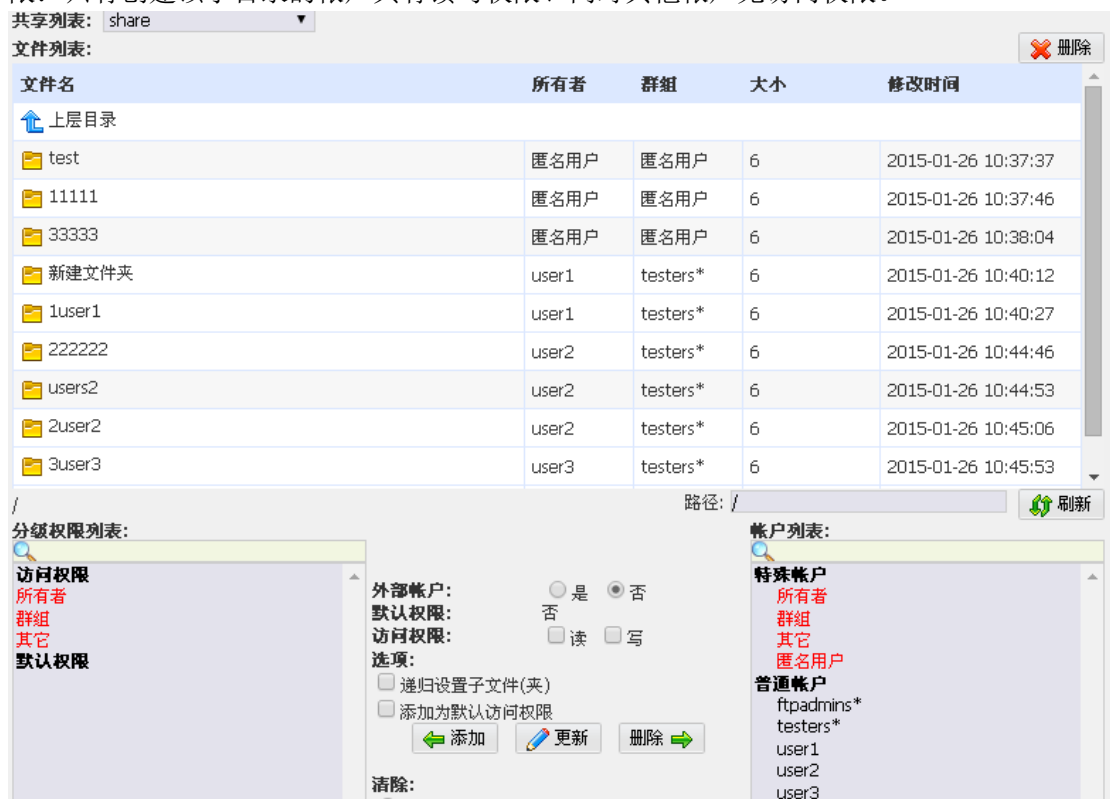 共享列表: share
文件列表: 删除
文件名 所有者 群组 大小 修改时间
上层目录
test 匿名用户 匿名用户 6 2015-01-26 10:37:37
11111 匿名用户 匿名用户 6 2015-01-26 10:37:46
33333 匿名用户 匿名用户 6 2015-01-26 10:38:04
新建文件夹 user1 testers* 6 2015-01-26 10:40:12
1user1 user1 testers* 6 2015-01-26 10:40:27
222222 user2 testers* 6 2015-01-26 10:44:46
users2 user2 testers* 6 2015-01-26 10:44:53
2user2 user2 testers* 6 2015-01-26 10:45:06
3user3 user3 testers* 6 2015-01-26 10:45:53
/ 路径: / 刷新
分级权限列表:
访问权限
所有者
群组
其它
默认权限
外部帐户: 是 否
默认权限: 否
访问权限: 读 写
选项:
递归设置子文件(夹)
添加为默认访问权限
添加 更新 删除
清除:
帐户列表:
特殊帐户
所有者
群组
其它
匿名用户
普通帐户
ftpadmins*
testers*
user1
user2
user3